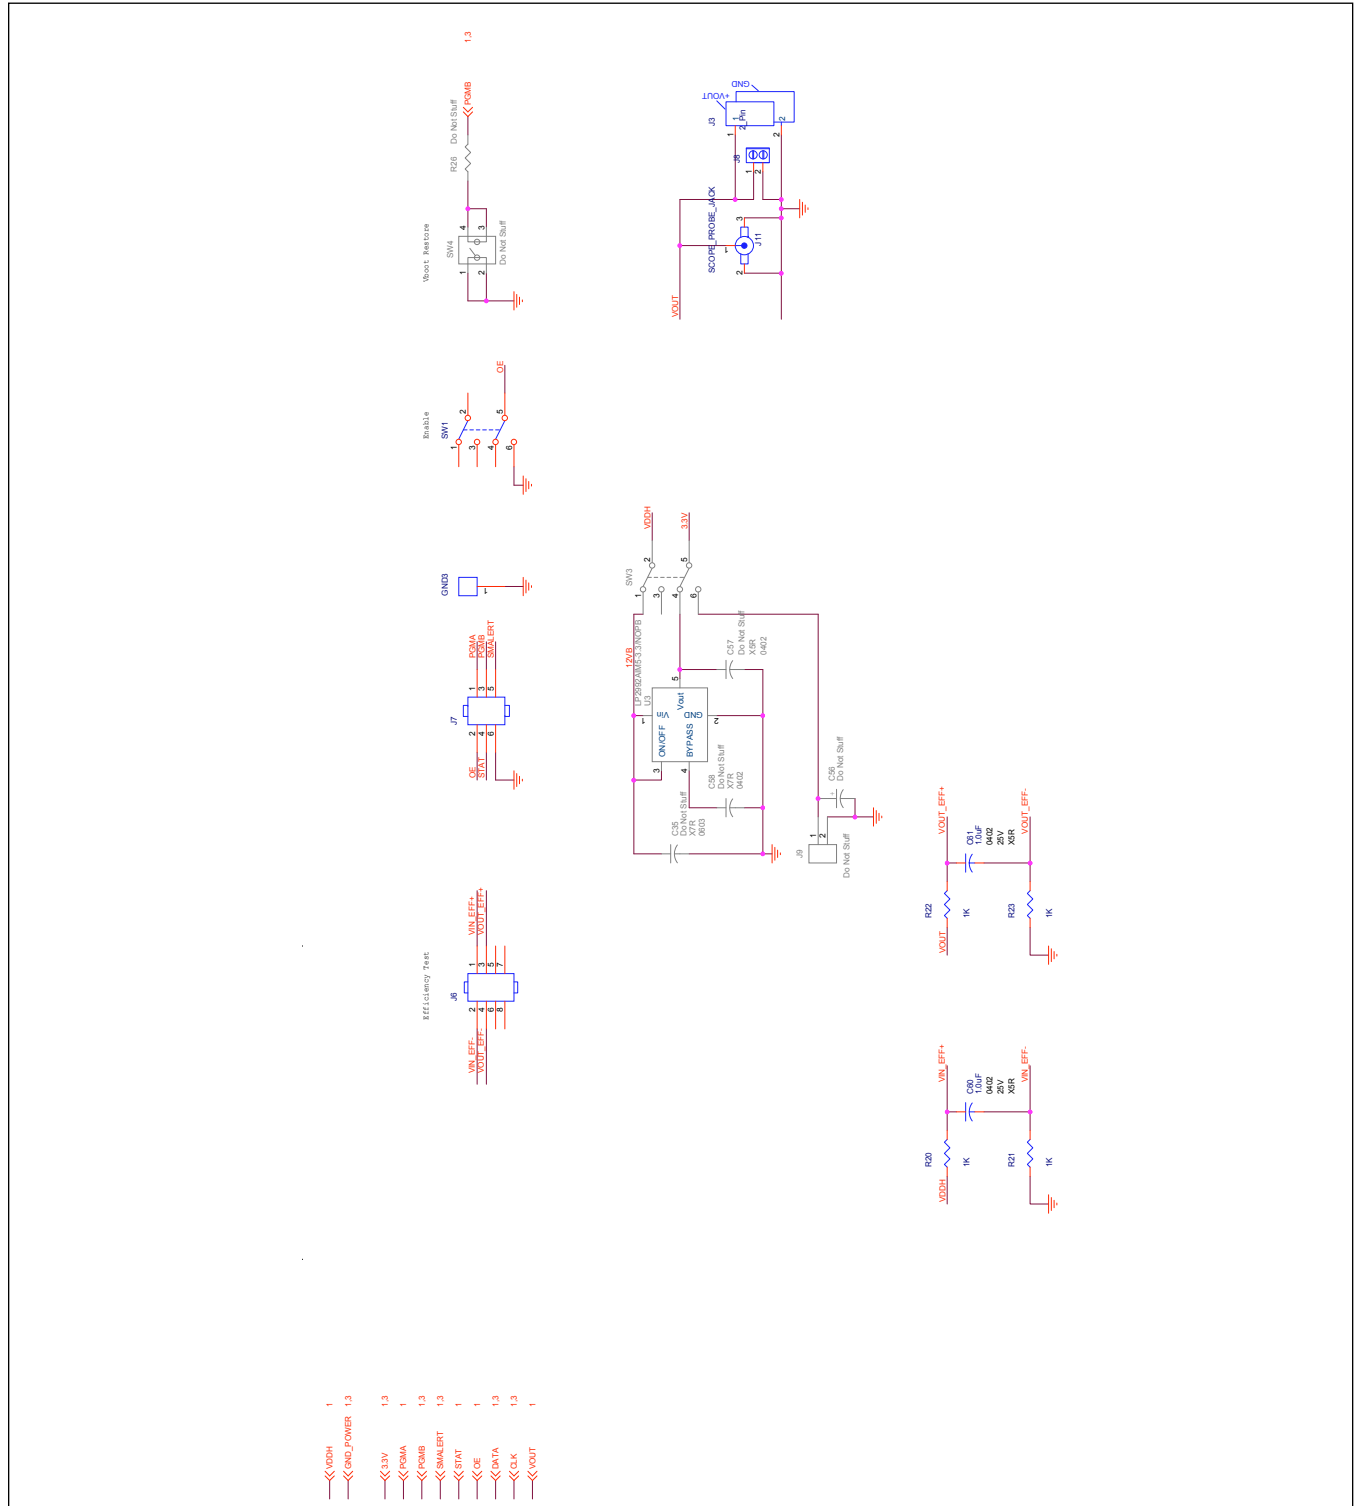 1,3
PGMB
Do Not Stuff
R26
Vboot Restore
SW4
4
3
1
2
Do Not Stuff
GND
+VOUT
J3
1
2_Pin
2
1
2
J8
1
2
SCOPE_PROBE_JACK
3
J11
1
2
VOUT
Enable
SW1
OE
2
5
1
3
4
6
GND3
1
PGMA
PGMB
SMALERT
1
3
5
J7
2
4
6
OE
STAT
VDDH
3.3V
SW3
2
5
1
3
4
6
12VB
LP2992AIM5-3.3/NOPB
U3
Vin
Vout
GND
ON/OFF
BYPASS
1
5
2
3
4
C57
Do Not Stuff
X5R
0402
C58
Do Not Stuff
X7R
0402
C35
Do Not Stuff
X7R
0603
C56
Do Not Stuff
+
1
2
J9
Do Not Stuff
Efficiency Test
VIN_EFF+
VOUT_EFF+
1
3
5
7
J6
2
4
6
8
VIN_EFF-
VOUT_EFF-
VOUT_EFF+
VOUT_EFF-
C61
1.0uF
0402
25V
X5R
R22
1K
R23
1K
VOUT
VIN_EFF+
VIN_EFF-
C60
1.0uF
0402
25V
X5R
R20
1K
R21
1K
VDDH
VDDH 1
GND_POWER 1,3
3.3V 1,3
PGMA 1
PGMB 1,3
SMALERT 1,3
STAT 1
OE 1
DATA 1,3
CLK 1,3
VOUT 1